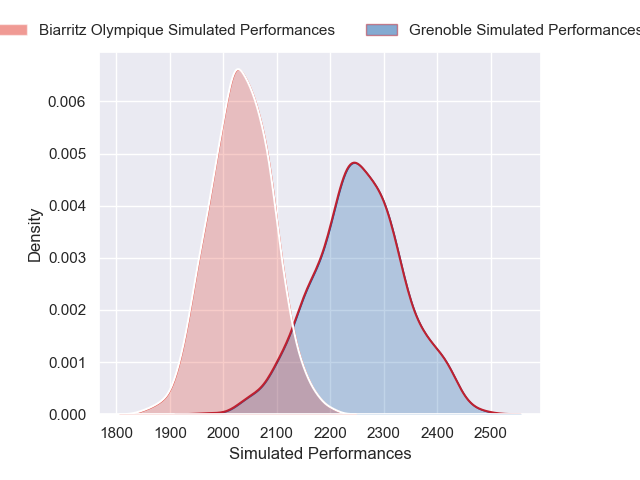 Biarritz Olympique Simulated Performances
Grenoble Simulated Performances
0.006
0.005
0.004
0.003
0.002
0.001
0.000
Density
1800 1900 2000 2100 2200 2300 2400 2500
Simulated Performances